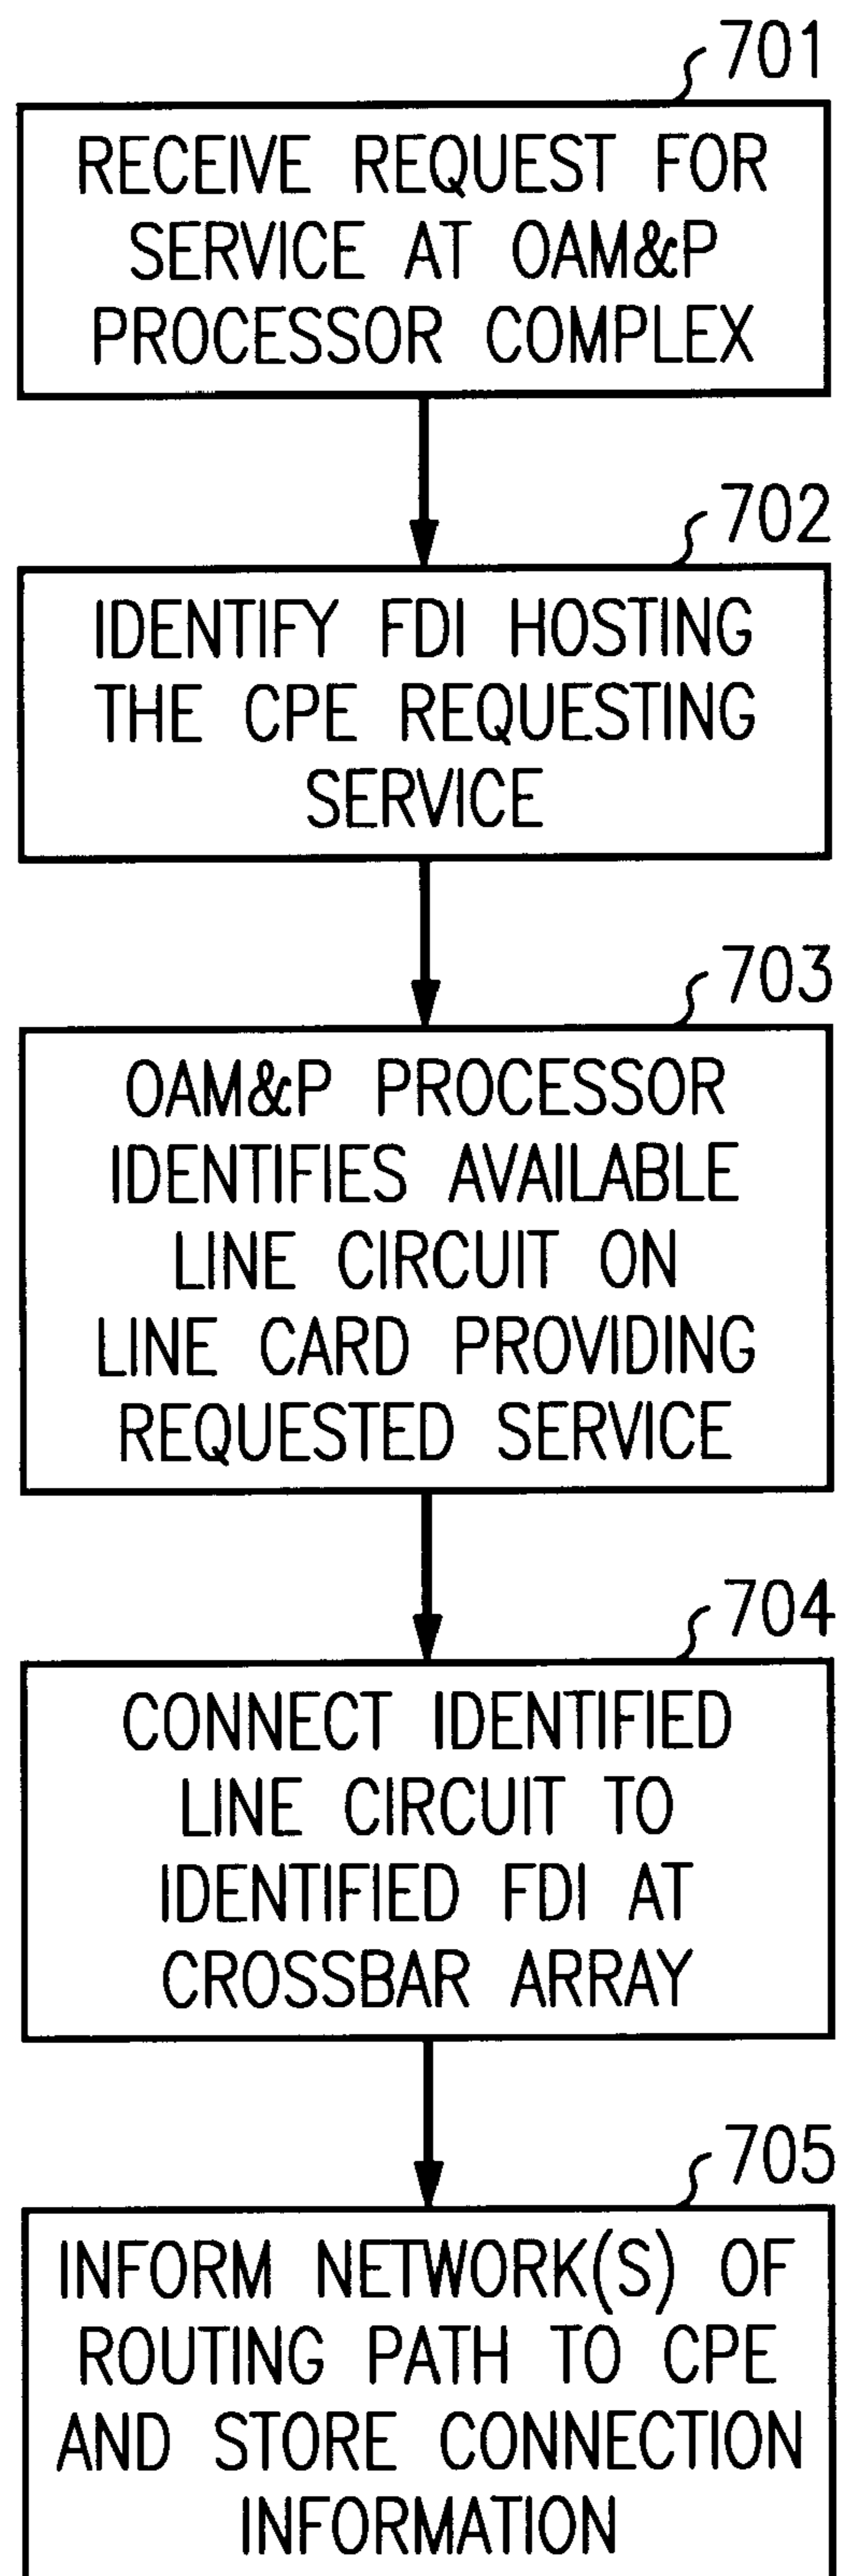 701
RECEIVE REQUEST FOR
SERVICE AT OAM&P
PROCESSOR COMPLEX
702
IDENTIFY FDI HOSTING
THE CPE REQUESTING
SERVICE
703
OAM&P PROCESSOR
IDENTIFIES AVAILABLE
LINE CIRCUIT ON
LINE CARD PROVIDING
REQUESTED SERVICE
704
CONNECT IDENTIFIED
LINE CIRCUIT TO
IDENTIFIED FDI AT
CROSSBAR ARRAY
705
INFORM NETWORK(S) OF
ROUTING PATH TO CPE
AND STORE CONNECTION
INFORMATION